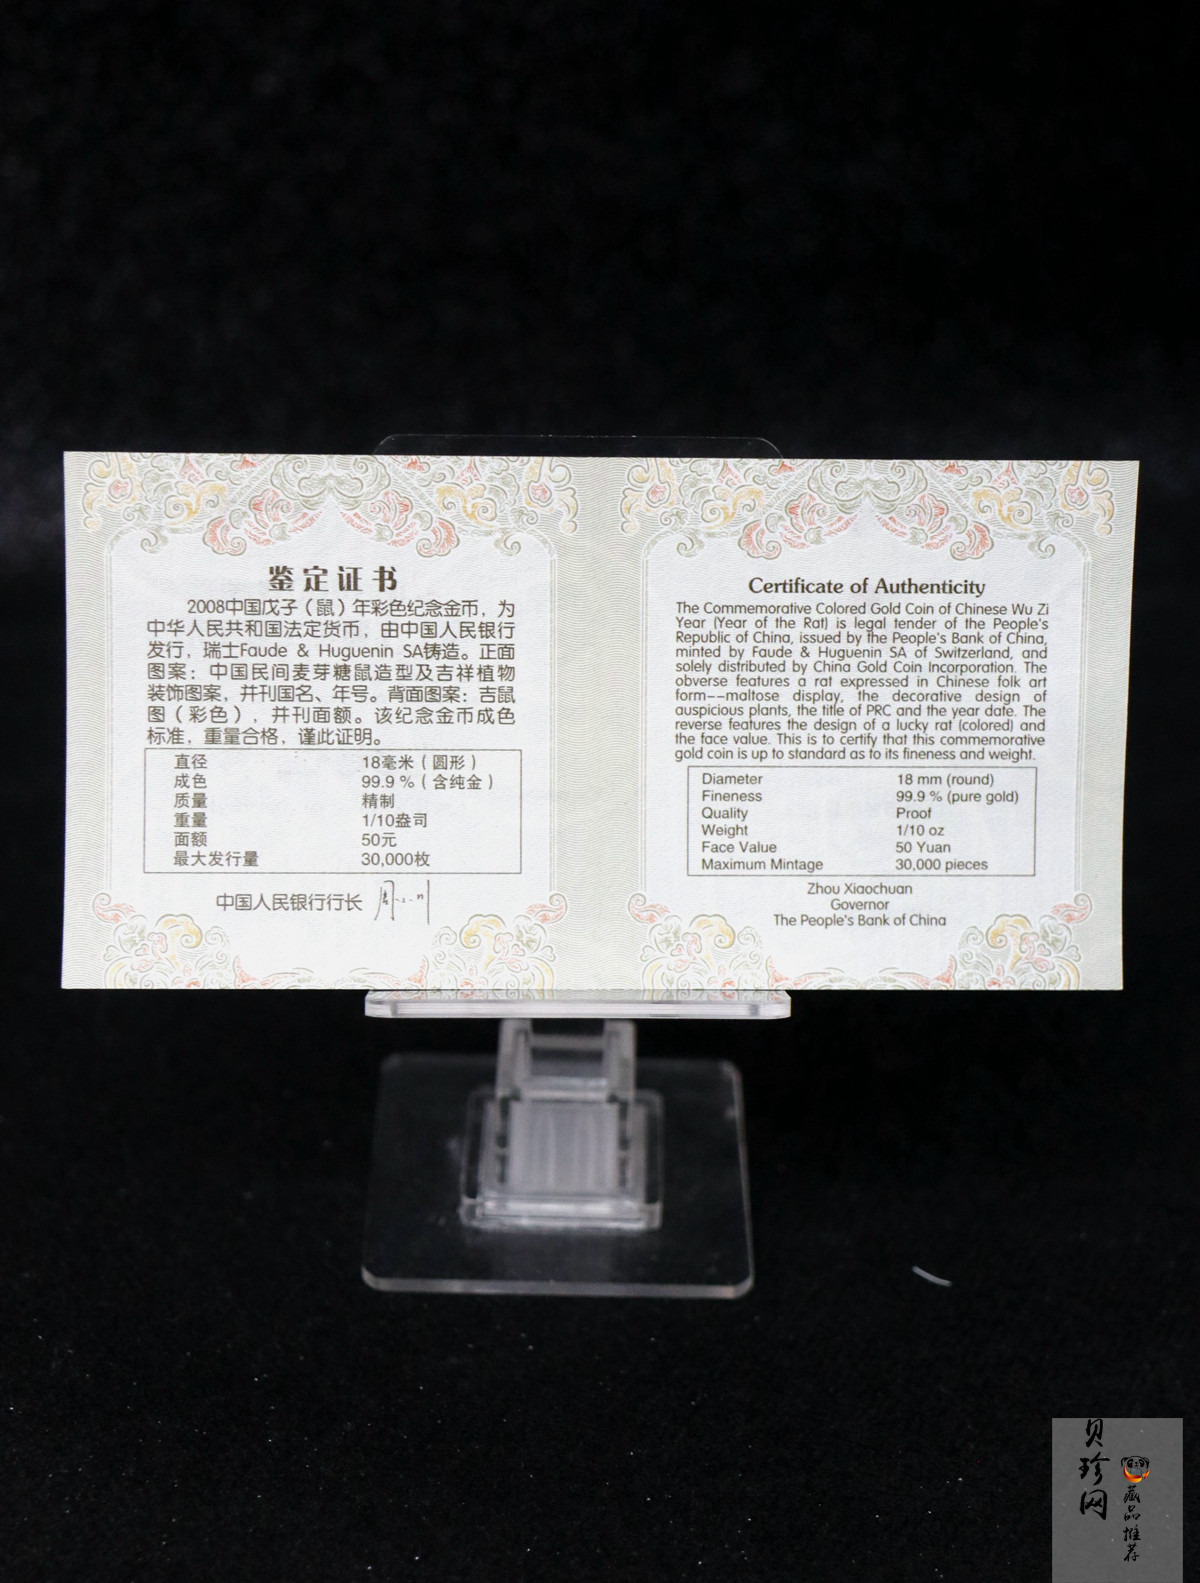 鉴定证书
2008中国戊子（鼠）年彩色纪念金币，为
中华人民共和国法定货币，由中国人民银行
发行，瑞士Faude & Huguenin SA铸造。正面
图案：中国民间麦芽糖鼠造型及吉祥植物
装饰图案，并刊国名、年号。背面图案：吉鼠
图（彩色），并刊面额。该纪念金币成色
标准，重量合格，谨此证明。
直径 18毫米（圆形）
成色 99.9％（含纯金）
质量 精制
重量 1/10盎司
面额 50元
最大发行量 30,000枚
中国人民银行行长
Certificate of Authenticity
The Commemorative Colored Gold Coin of Chinese Wu Zi
Year (Year of the Rat) is legal tender of the People's
Republic of China, issued by the People's Bank of China,
minted by Faude & Huguenin SA of Switzerland, and
solely distributed by China Gold Coin Incorporation. The
obverse features a rat expressed in Chinese folk art
form--maltose display, the decorative design of
auspicious plants, the title of PRC and the year date. The
reverse features the design of a lucky rat (colored) and
the face value. This is to certify that this commemorative
gold coin is up to standard as to its fineness and weight.
Diameter 18 mm (round)
Fineness 99.9 % (pure gold)
Quality Proof
Weight 1/10 oz
Face Value 50 Yuan
Maximum Mintage 30,000 pieces
Zhou Xiaochuan
Governor
The People's Bank of China
贝珍网
藏品推荐